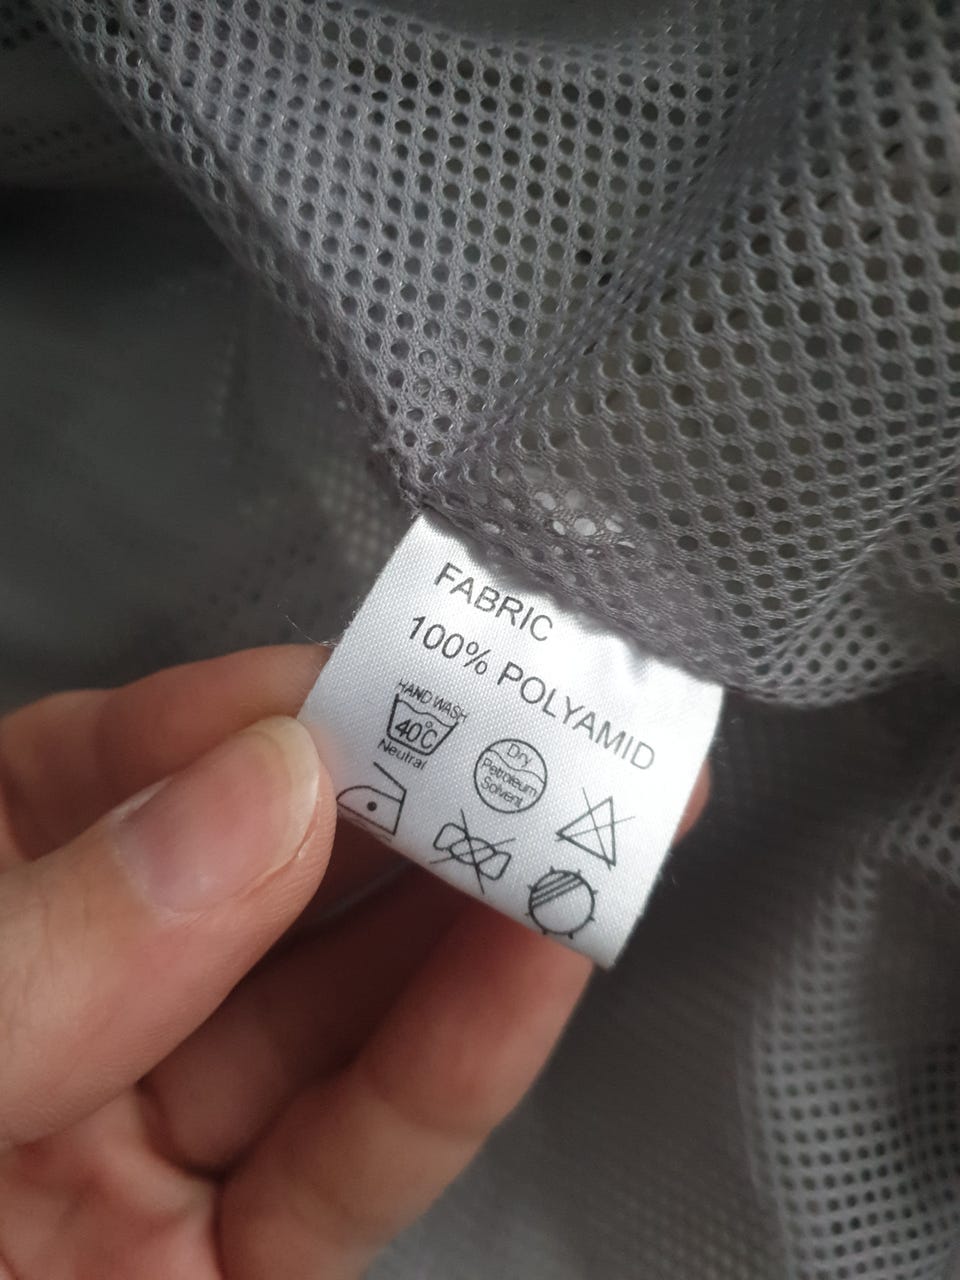 FABRIC
100% POLYAMID
HAND WASH
40°C
Neutral
Dry
Petroleum
Solvent